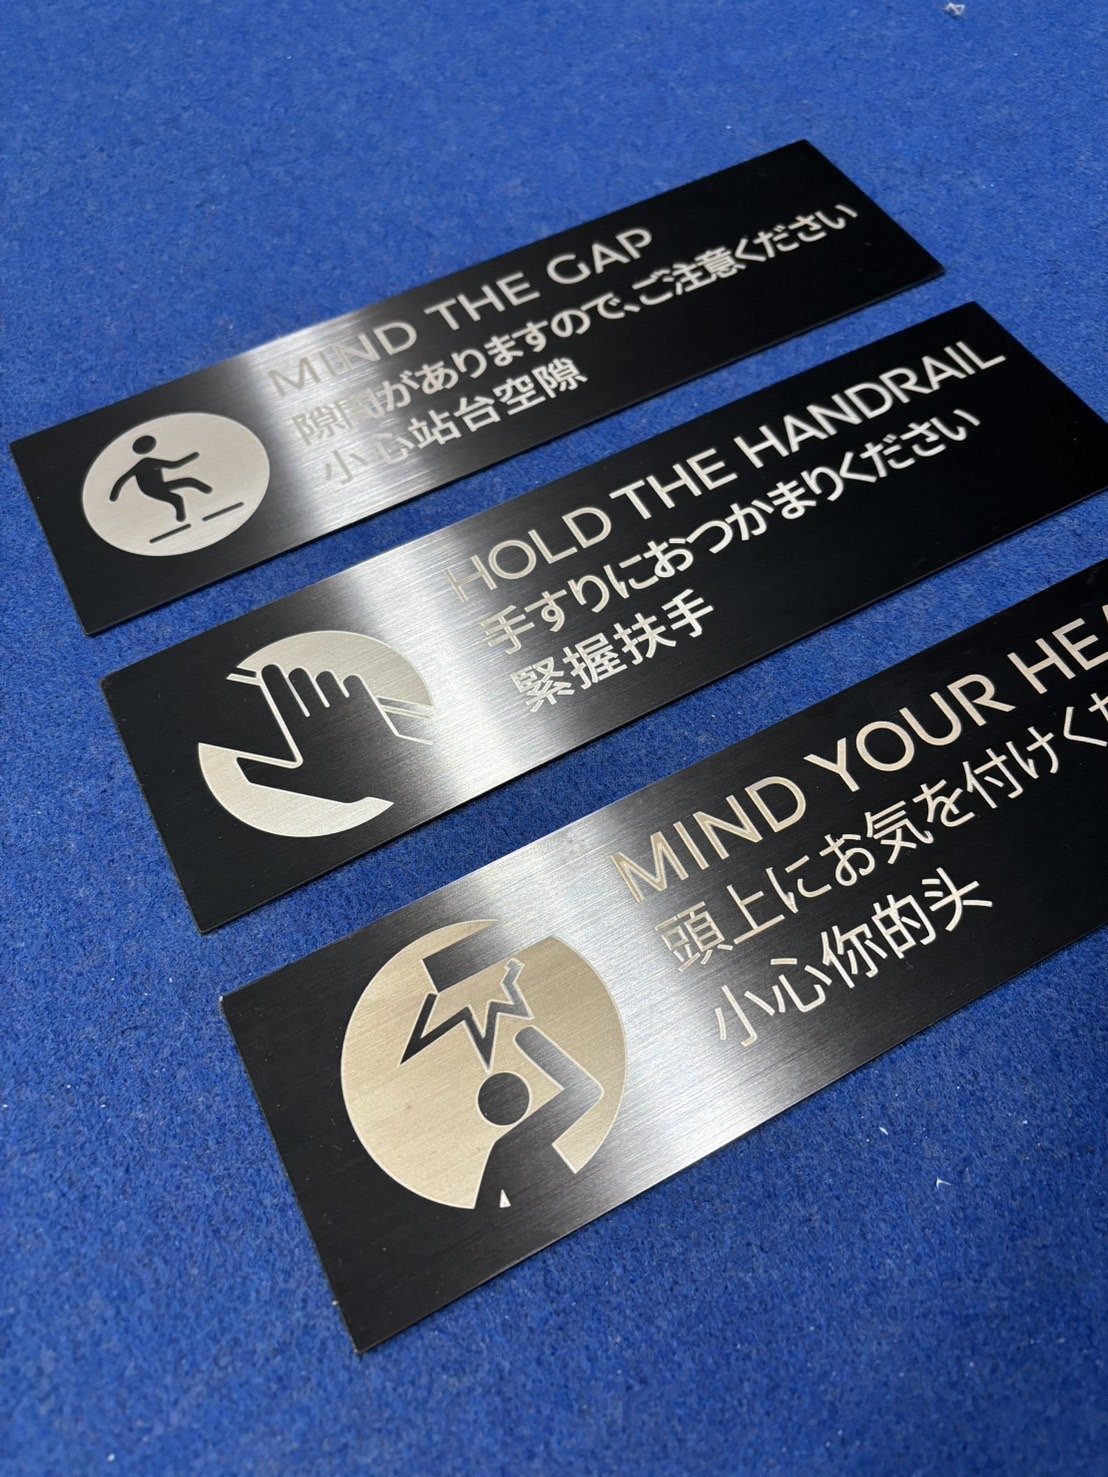 MIND THE GAP
隙間がありますので、ご注意ください
小心站台空隙
HOLD THE HANDRAIL
手すりにおつかまりください
緊握扶手
MIND YOUR
頭上にお気を付けく
小心你的头